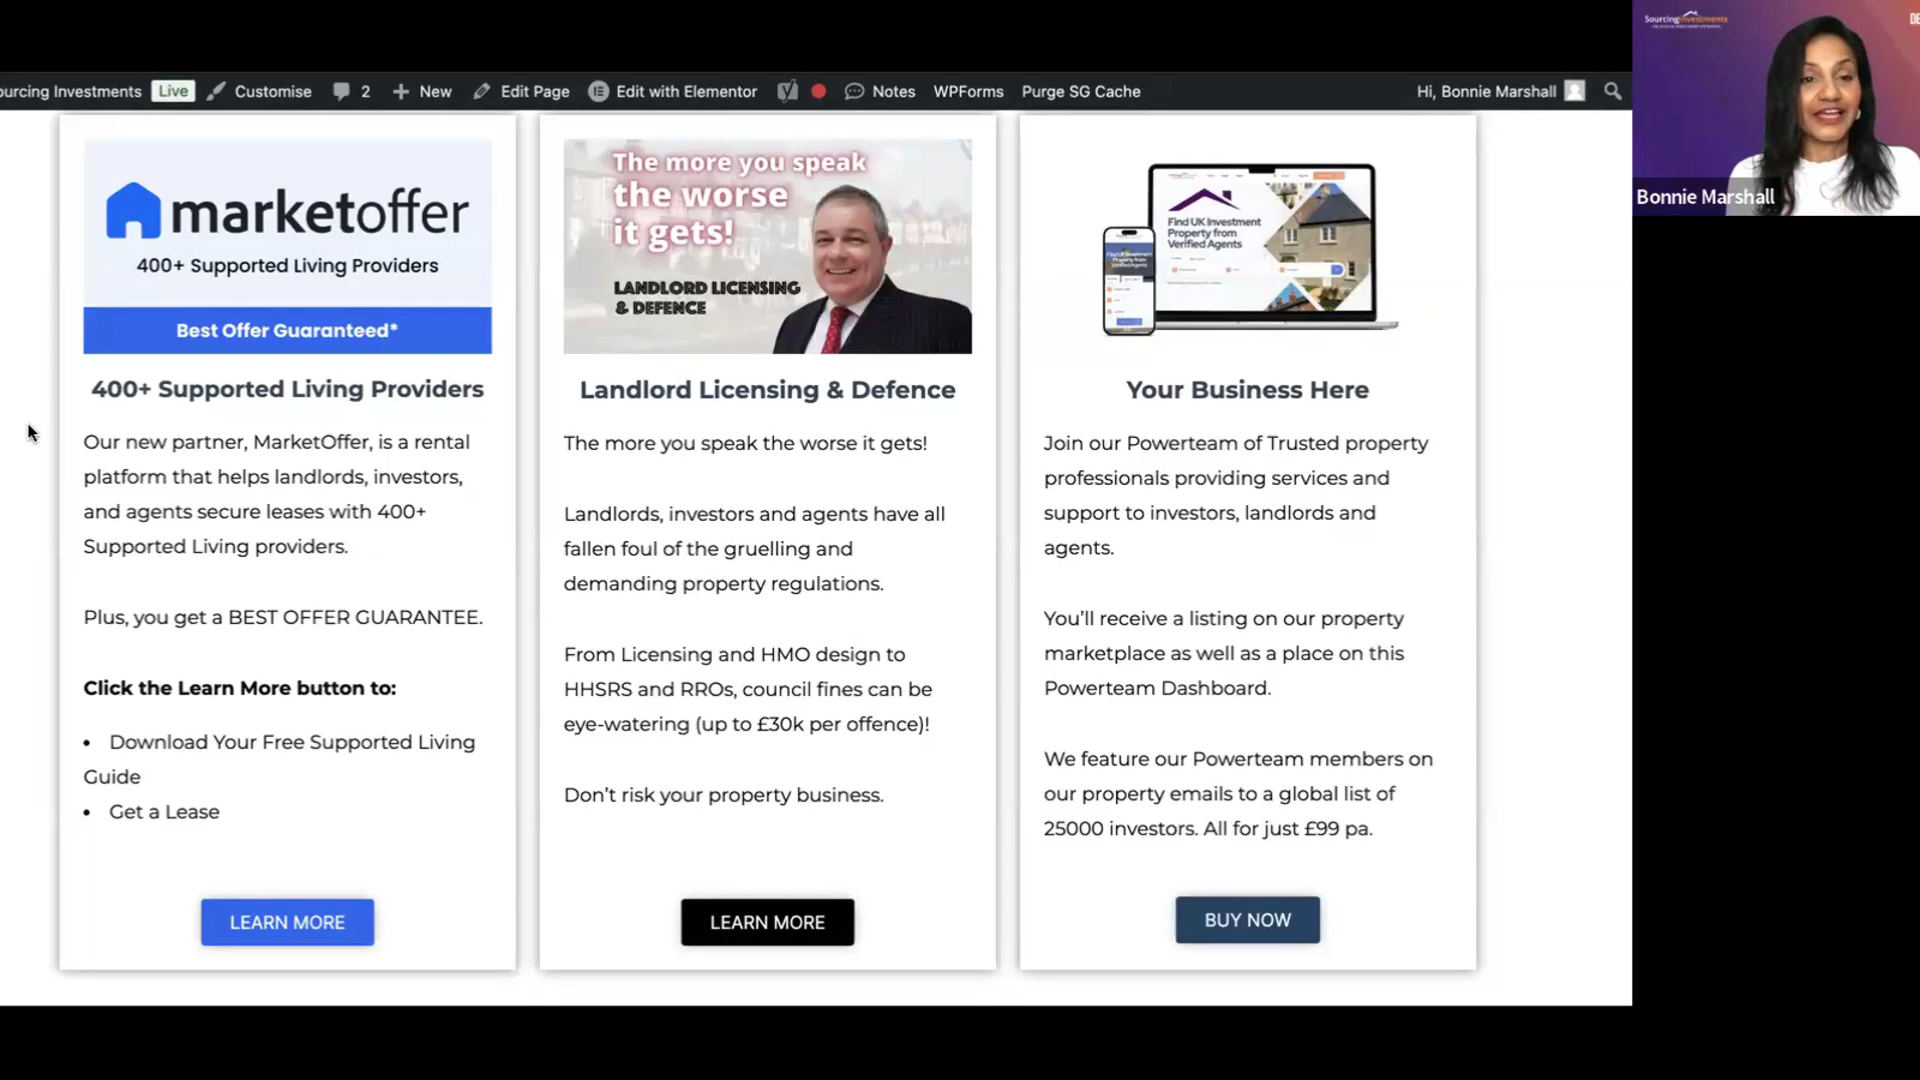 Sourcing Investments
DE
Bonnie Marshall
ourcing Investments Live Customise 2 New Edit Page Edit with Elementor Notes WPForms Purge SG Cache Hi, Bonnie Marshall
marketoffer
400+ Supported Living Providers
Best Offer Guaranteed*
400+ Supported Living Providers
Our new partner, MarketOffer, is a rental
platform that helps landlords, investors,
and agents secure leases with 400+
Supported Living providers.
Plus, you get a BEST OFFER GUARANTEE.
Click the Learn More button to:
• Download Your Free Supported Living
Guide
• Get a Lease
LEARN MORE
The more you speak
the worse
it gets!
LANDLORD LICENSING
& DEFENCE
Landlord Licensing & Defence
The more you speak the worse it gets!
Landlords, investors and agents have all
fallen foul of the gruelling and
demanding property regulations.
From Licensing and HMO design to
HHSRS and RROs, council fines can be
eye-watering (up to £30k per offence)!
Don’t risk your property business.
LEARN MORE
Find UK Investment
Property from
Verified Agents
Your Business Here
Join our Powerteam of Trusted property
professionals providing services and
support to investors, landlords and
agents.
You’ll receive a listing on our property
marketplace as well as a place on this
Powerteam Dashboard.
We feature our Powerteam members on
our property emails to a global list of
25000 investors. All for just £99 pa.
BUY NOW